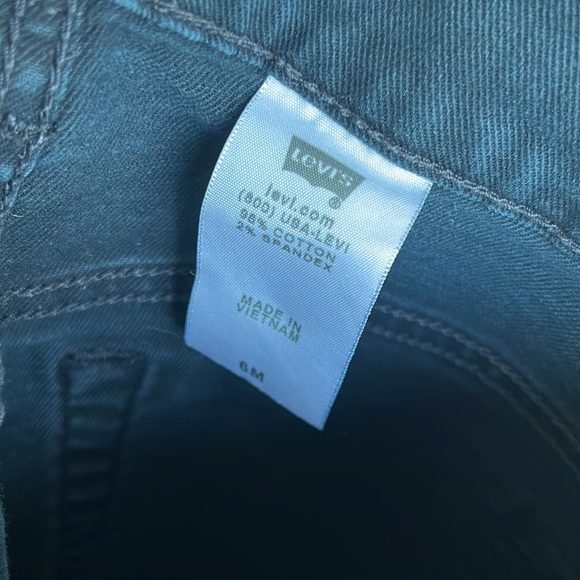 LEVI'S
®
levi.com
(800) USA-LEVI
98% COTTON
2% SPANDEX
MADE IN
VIETNAM
6M